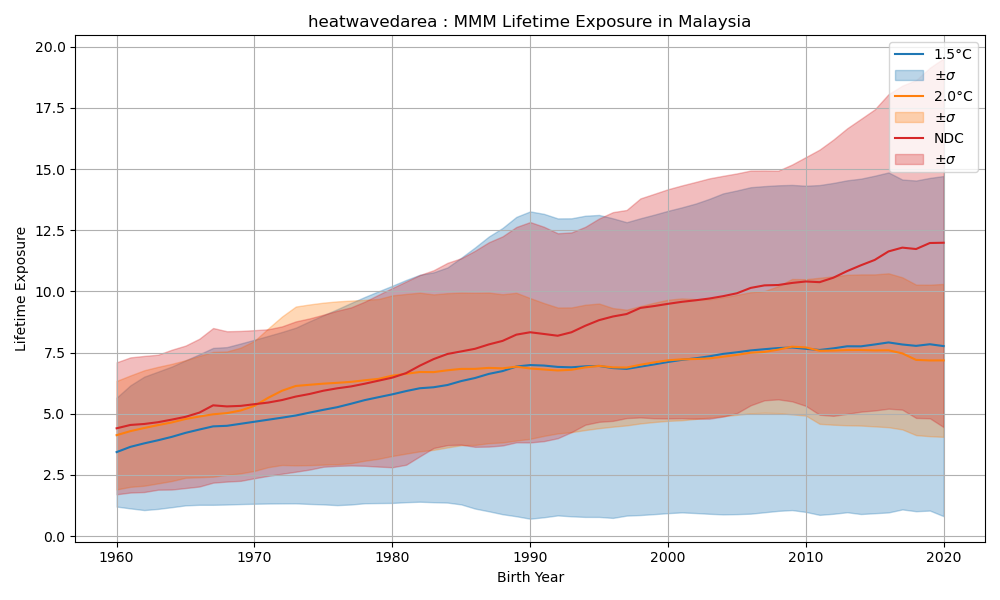 heatwavedarea : MMM Lifetime Exposure in Malaysia
20.0
17.5
15.0
12.5
10.0
7.5
5.0
2.5
0.0
Lifetime Exposure
1960
1970
1980
1990
2000
2010
2020
Birth Year
1.5°C
±σ
2.0°C
±σ
NDC
±σ